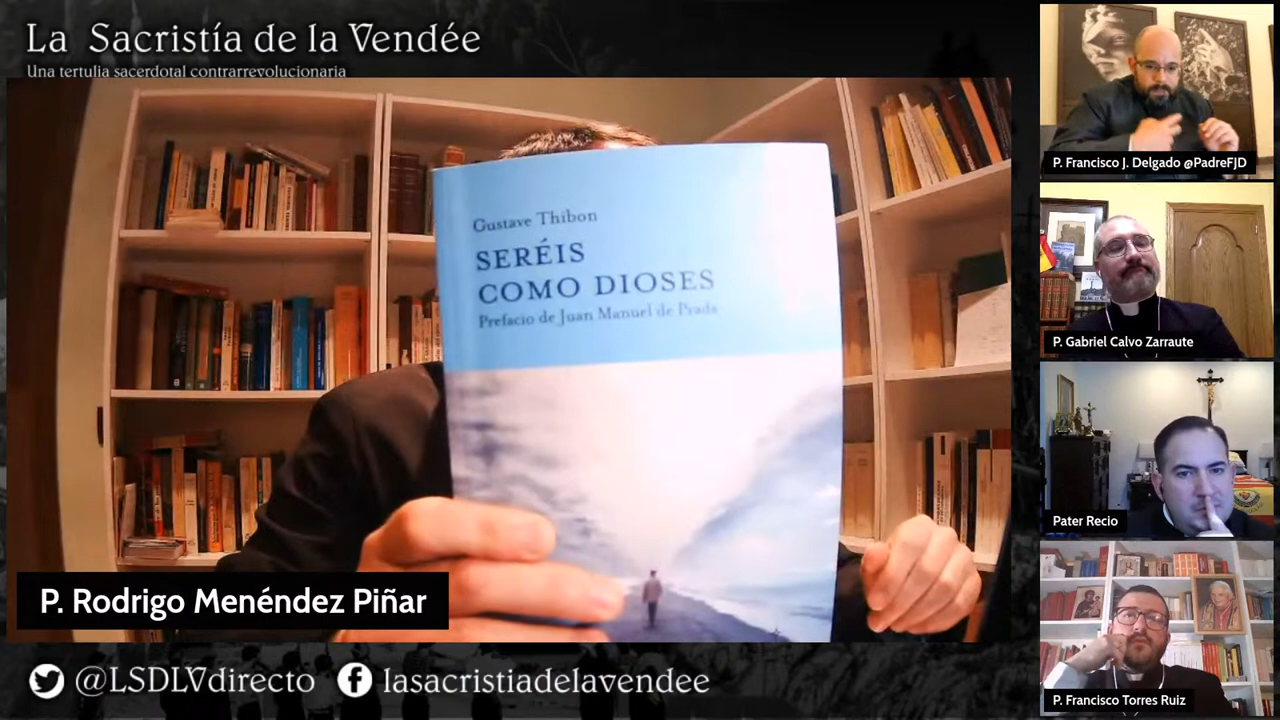 La Sacristía de la Vendée
Una tertulia sacerdotal contrarrevolucionaria
Gustave Thibon
SERÉIS
COMO DIOSES
Prefacio de Juan Manuel de Prada
P. Rodrigo Menéndez Piñar
@LSDLVdirecto
lasacristiadelavendee
P. Francisco J. Delgado @PadreFJD
P. Gabriel Calvo Zarraute
Pater Recio
P. Francisco Torres Ruiz